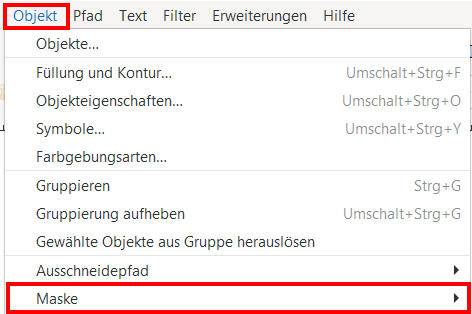 Objekt Pfad Text Filter Erweiterungen Hilfe
Objekte...
Füllung und Kontur... Umschalt+Strg+F
Objekteigenschaften... Umschalt+Strg+O
Symbole... Umschalt+Strg+Y
Farbgebungsarten...
Gruppieren Strg+G
Gruppierung aufheben Umschalt+Strg+G
Gewählte Objekte aus Gruppe herauslösen
Ausschneidepfad
Maske